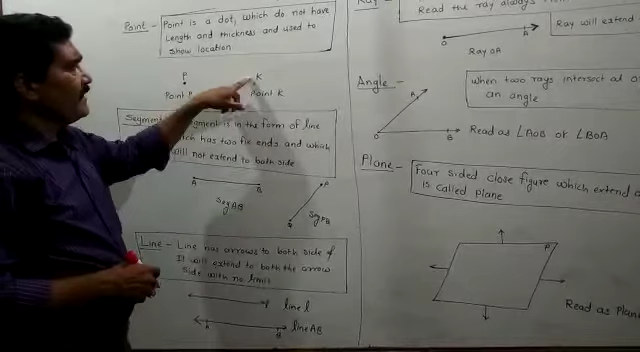 Point - Point is a dot, which do not have
length and thickness and used to
show location
P K
Point P Point K
Segment - Segment is in the form of line
which has two fix ends and which
will not extend to both side
A B
Seg AB
P
Q
Seg PQ
Line - Line has arrows to both side of
It will extend to both the arrow
side with no limit
l
line l
A B
line AB
Ray -
Read the ray always
Ray will extend
O A
Ray OA
Angle -
when two rays intersect at
an angle
A
O B
Read as ∠AOB or ∠BOA
Plane -
Four sided close figure which extend
is called plane
P
Read as Plane